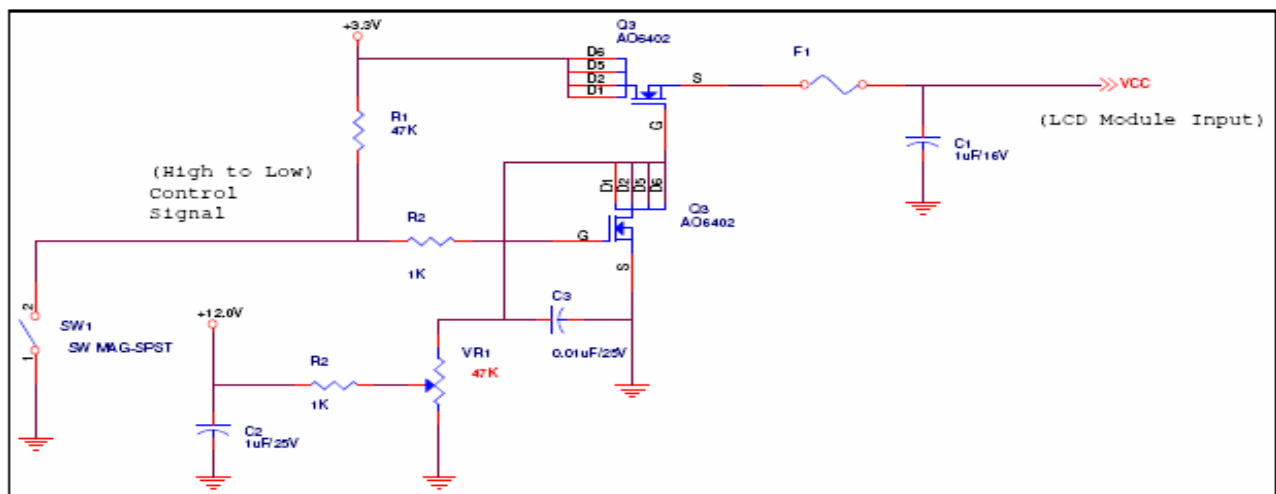 +3.3V
Q3
AO6402
D6
D5
D2
D1
S
G
F1
VCC
(LCD Module Input)
R1
47K
C1
1uF/16V
(High to Low)
Control
Signal
D1
D2
D5
D6
Q3
AO6402
R2
1K
G
S
2
1
SW1
SW MAG-SPST
+12.0V
C3
0.01uF/25V
R2
1K
VR1
47K
C2
1uF/25V